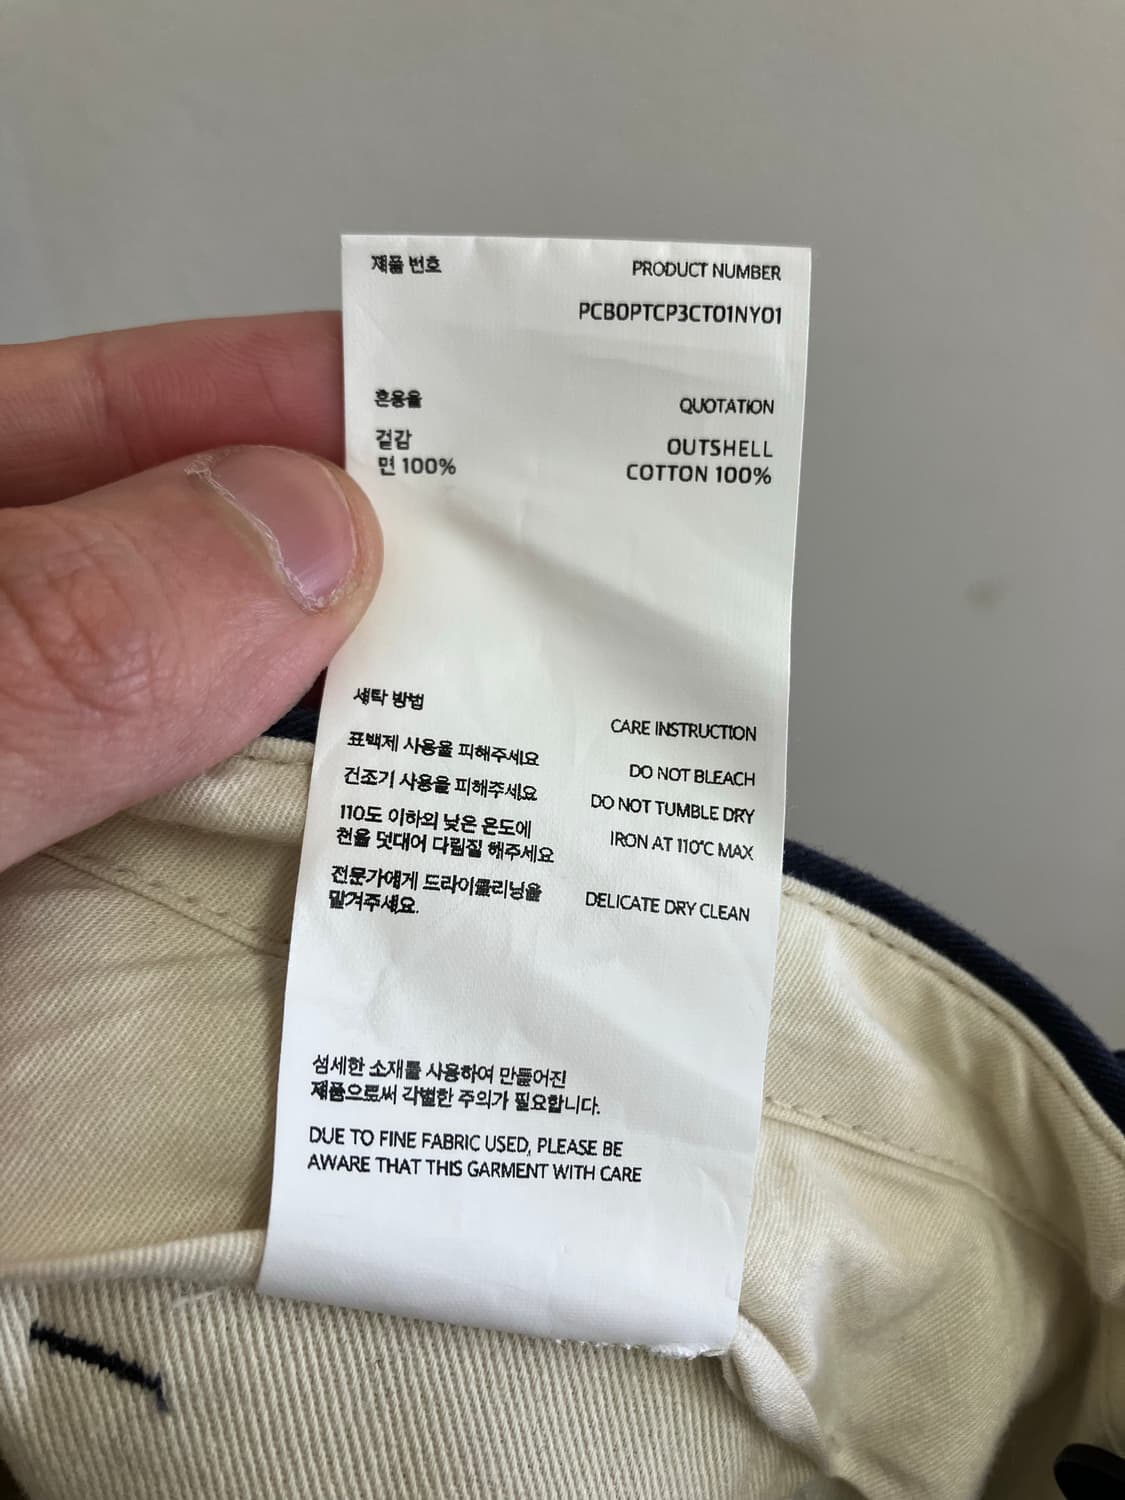 제품 번호
PRODUCT NUMBER
PCB0PTCP3CT01NY01
혼용율
QUOTATION
겉감
OUTSHELL
면 100%
COTTON 100%
세탁 방법
CARE INSTRUCTION
표백제 사용을 피해주세요
DO NOT BLEACH
건조기 사용을 피해주세요
DO NOT TUMBLE DRY
110도 이하의 낮은 온도에
천을 덧대어 다림질 해주세요
IRON AT 110°C MAX
전문가에게 드라이클리닝을
맡겨주세요.
DELICATE DRY CLEAN
섬세한 소재를 사용하여 만들어진
제품으로써 각별한 주의가 필요합니다.
DUE TO FINE FABRIC USED, PLEASE BE
AWARE THAT THIS GARMENT WITH CARE